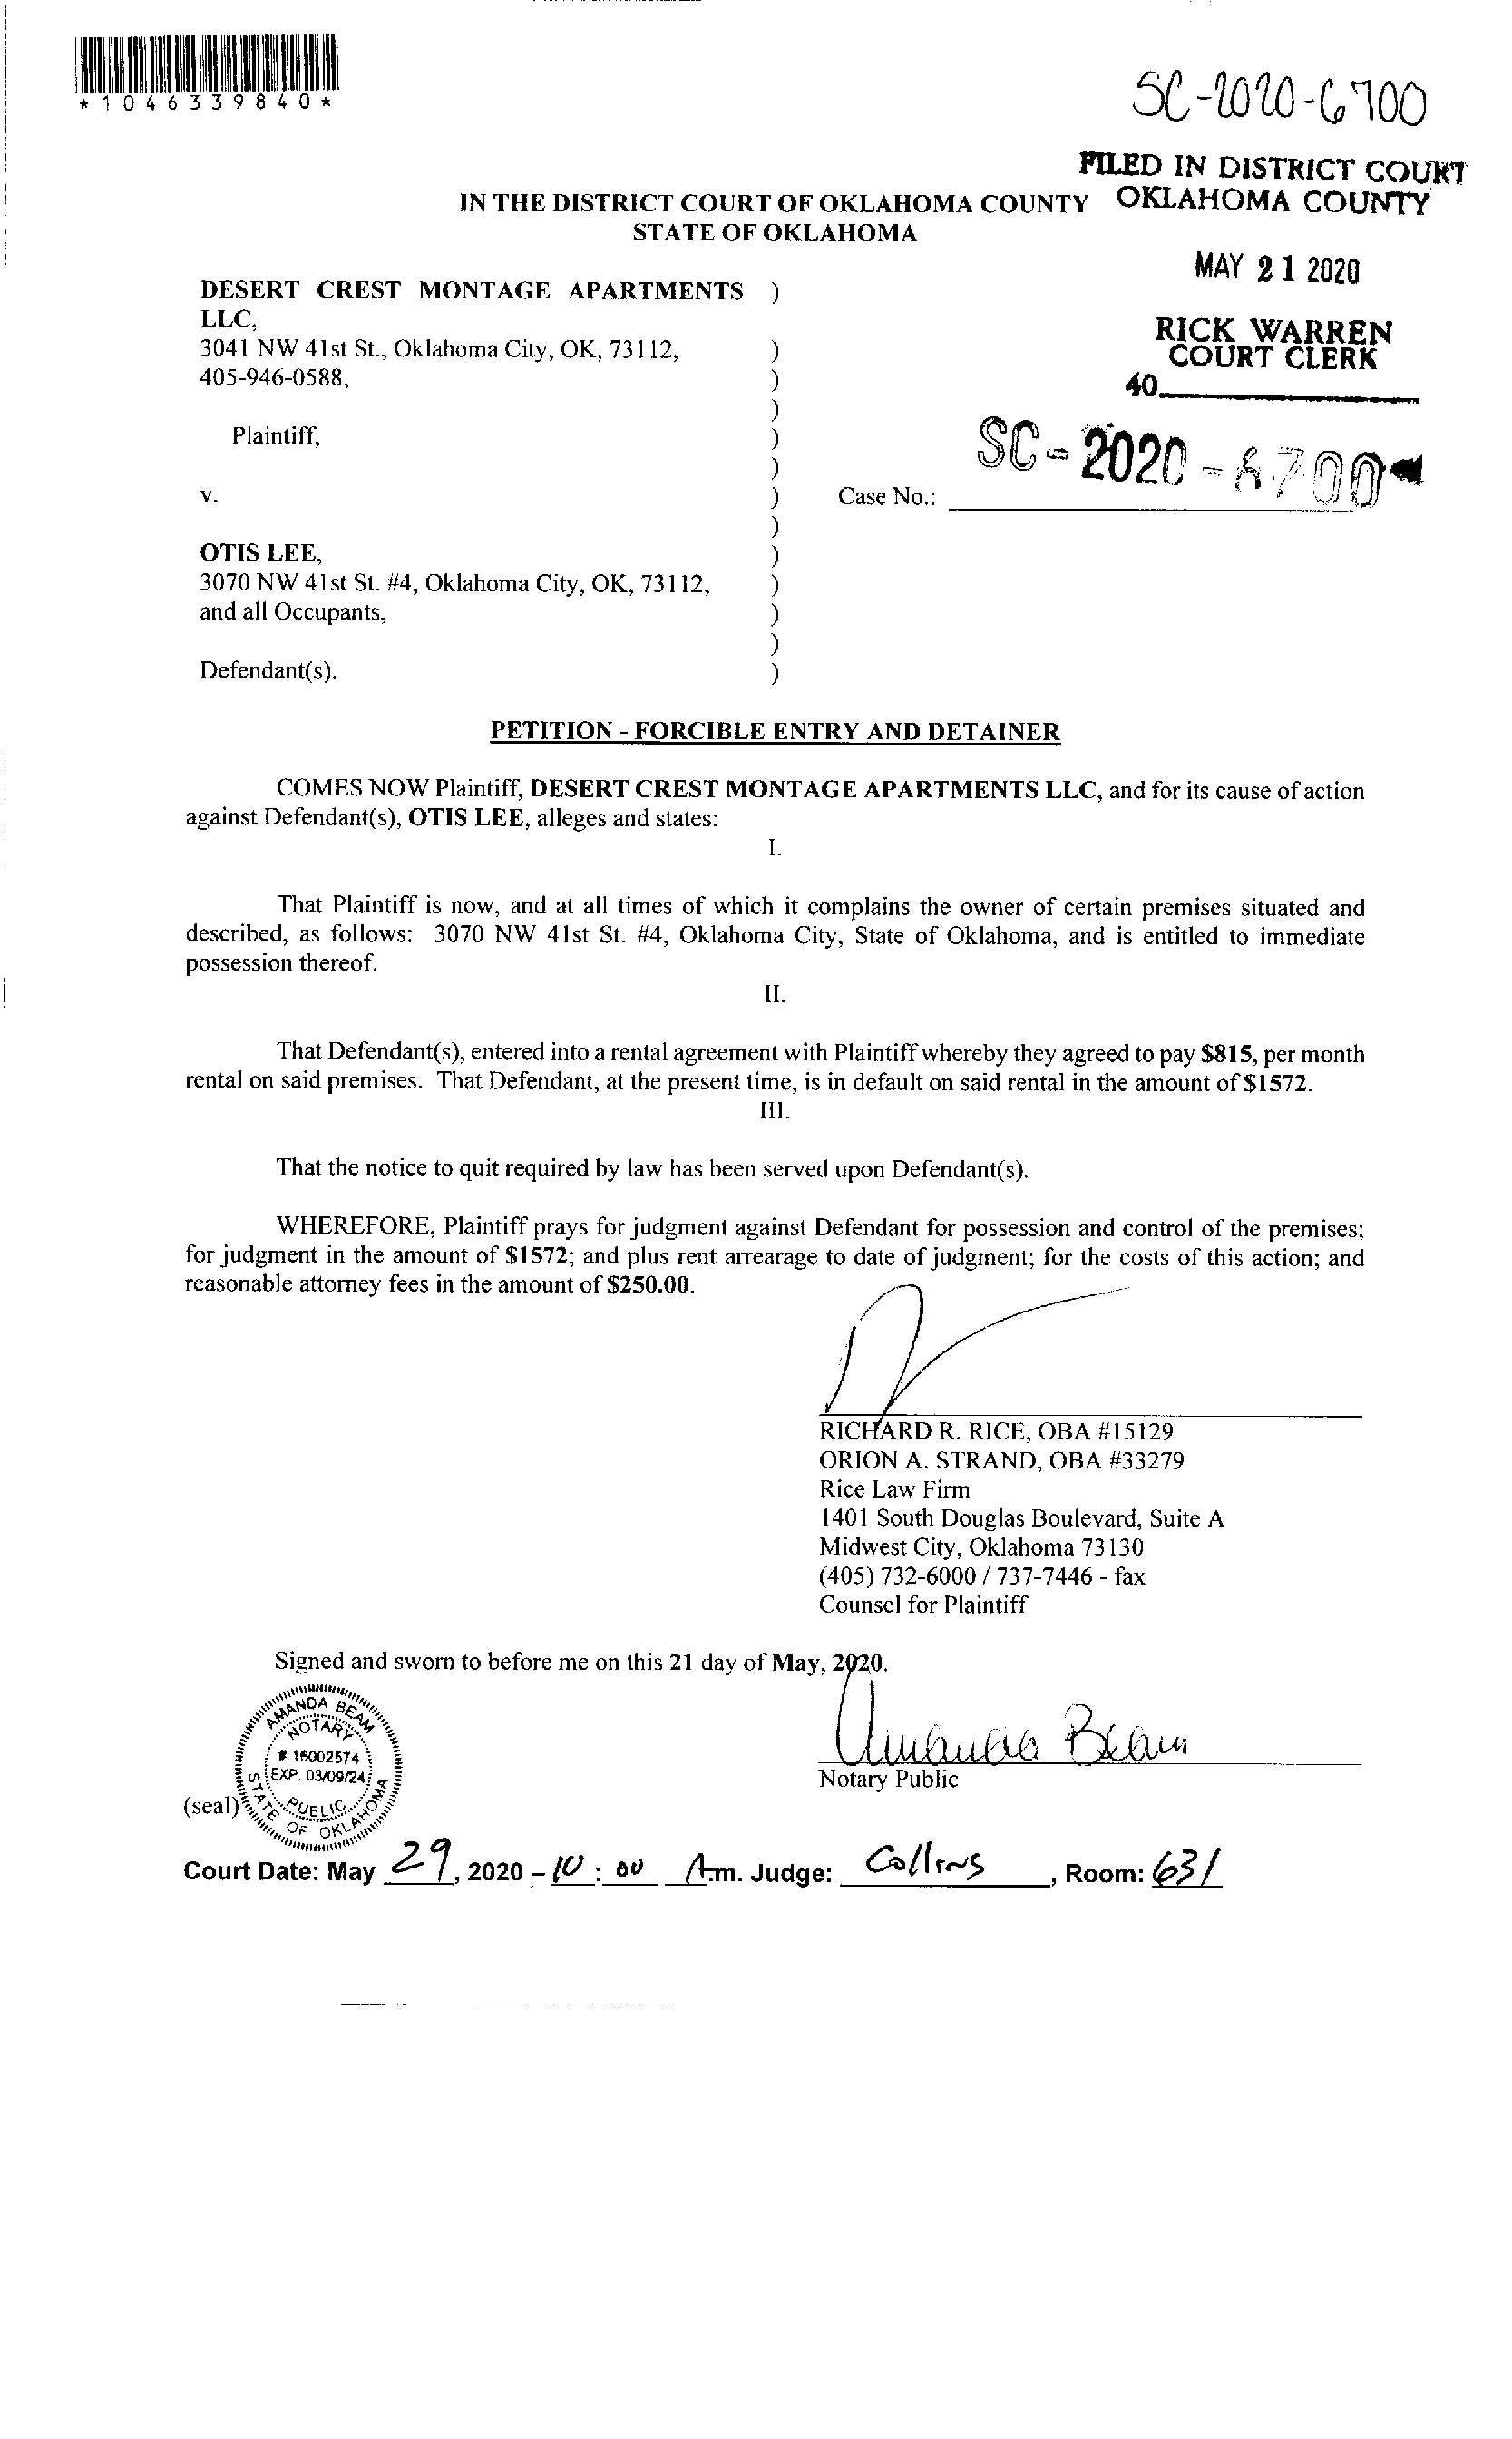 *1046339840*
SC-2020-6700
FILED IN DISTRICT COURT
OKLAHOMA COUNTY
IN THE DISTRICT COURT OF OKLAHOMA COUNTY
STATE OF OKLAHOMA
MAY 21 2020
RICK WARREN
COURT CLERK
40
DESERT CREST MONTAGE APARTMENTS )
LLC,
3041 NW 41st St., Oklahoma City, OK, 73112, )
405-946-0588, )
)
Plaintiff, )
)
v. ) Case No.: SC-2020-6700
)
OTIS LEE, )
3070 NW 41st St. #4, Oklahoma City, OK, 73112, )
and all Occupants, )
)
Defendant(s). )
PETITION - FORCIBLE ENTRY AND DETAINER
COMES NOW Plaintiff, DESERT CREST MONTAGE APARTMENTS LLC, and for its cause of action
against Defendant(s), OTIS LEE, alleges and states:
I.
That Plaintiff is now, and at all times of which it complains the owner of certain premises situated and
described, as follows: 3070 NW 41st St. #4, Oklahoma City, State of Oklahoma, and is entitled to immediate
possession thereof.
II.
That Defendant(s), entered into a rental agreement with Plaintiff whereby they agreed to pay $815, per month
rental on said premises. That Defendant, at the present time, is in default on said rental in the amount of $1572.
III.
That the notice to quit required by law has been served upon Defendant(s).
WHEREFORE, Plaintiff prays for judgment against Defendant for possession and control of the premises;
for judgment in the amount of $1572; and plus rent arrearage to date of judgment; for the costs of this action; and
reasonable attorney fees in the amount of $250.00.
RICHARD R. RICE, OBA #15129
ORION A. STRAND, OBA #33279
Rice Law Firm
1401 South Douglas Boulevard, Suite A
Midwest City, Oklahoma 73130
(405) 732-6000 / 737-7446 - fax
Counsel for Plaintiff
Signed and sworn to before me on this 21 day of May, 2020.
Amanda Beam
Notary Public
AMANDA BEAM
NOTARY
# 16002574
EXP. 03/09/24
PUBLIC
STATE OF OKLAHOMA
(seal)
Court Date: May 29, 2020 - 10 : 00 A.m. Judge: Collins, Room: 631